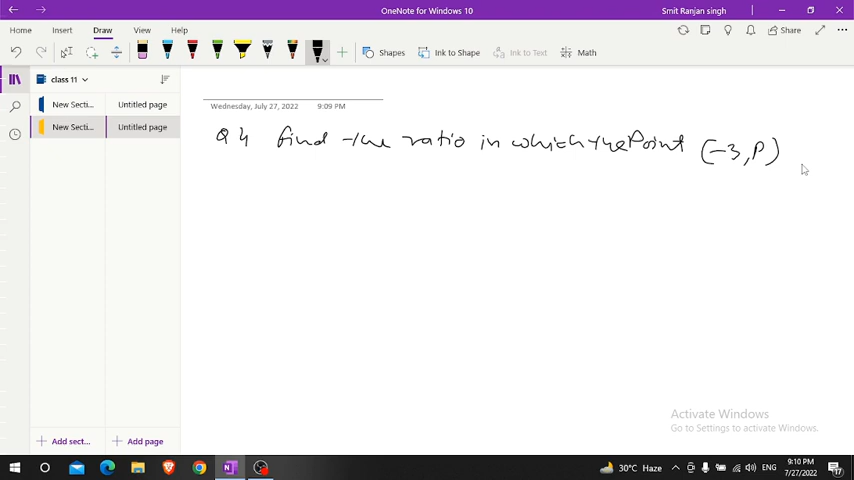 OneNote for Windows 10
Smit Ranjan singh
Home Insert Draw View Help
Share
Shapes Ink to Shape Ink to Text Math
class 11
New Secti... Untitled page
New Secti... Untitled page
Wednesday, July 27, 2022 9:09 PM
Q4 find the ratio in which the Point (-3, P)
Activate Windows
Go to Settings to activate Windows.
Add sect... Add page
30°C Haze ENG 9:10 PM
7/27/2022 17